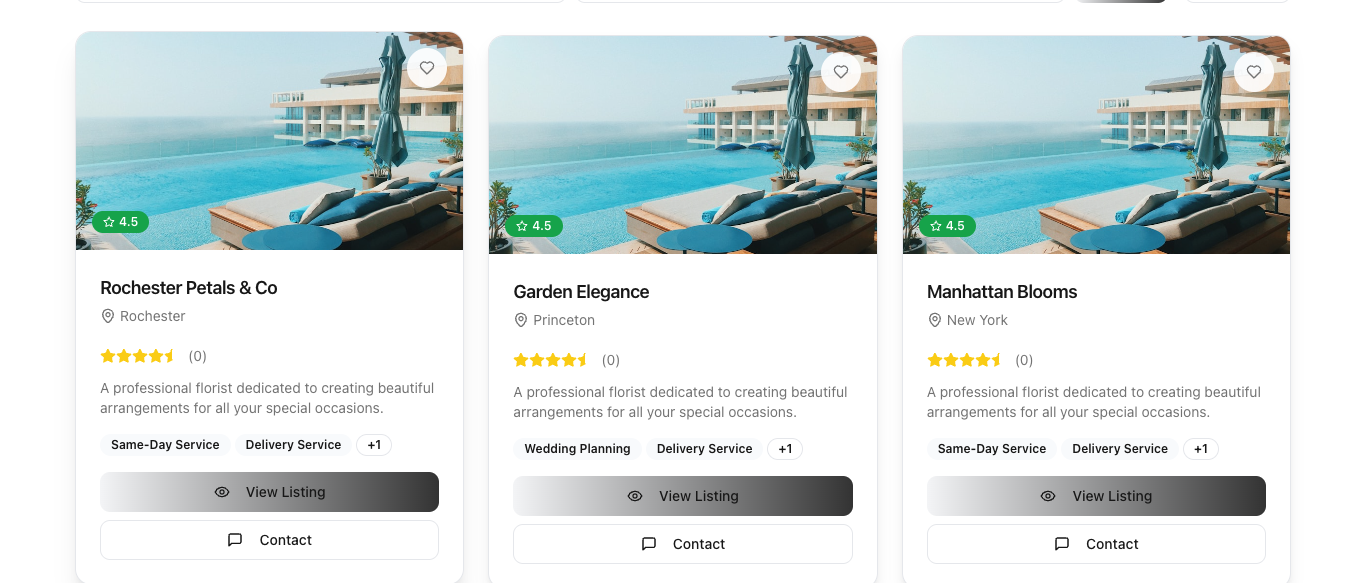 4.5
Rochester Petals & Co
Rochester
(0)
A professional florist dedicated to creating beautiful
arrangements for all your special occasions.
Same-Day Service Delivery Service +1
View Listing
Contact
4.5
Garden Elegance
Princeton
(0)
A professional florist dedicated to creating beautiful
arrangements for all your special occasions.
Wedding Planning Delivery Service +1
View Listing
Contact
4.5
Manhattan Blooms
New York
(0)
A professional florist dedicated to creating beautiful
arrangements for all your special occasions.
Same-Day Service Delivery Service +1
View Listing
Contact